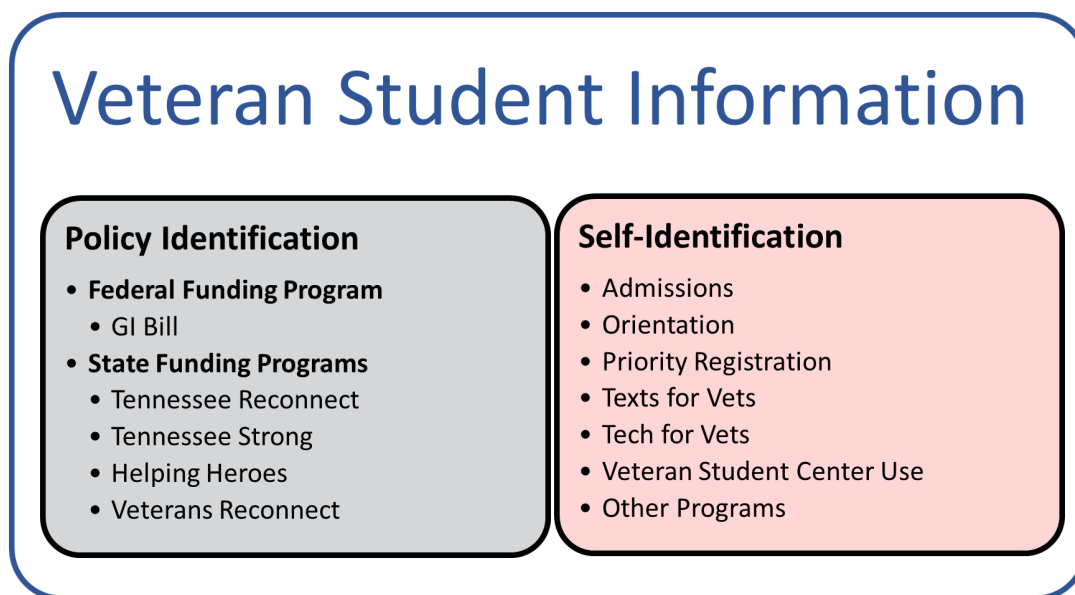 Veteran Student Information
Policy Identification
• Federal Funding Program
• GI Bill
• State Funding Programs
• Tennessee Reconnect
• Tennessee Strong
• Helping Heroes
• Veterans Reconnect
Self-Identification
• Admissions
• Orientation
• Priority Registration
• Texts for Vets
• Tech for Vets
• Veteran Student Center Use
• Other Programs